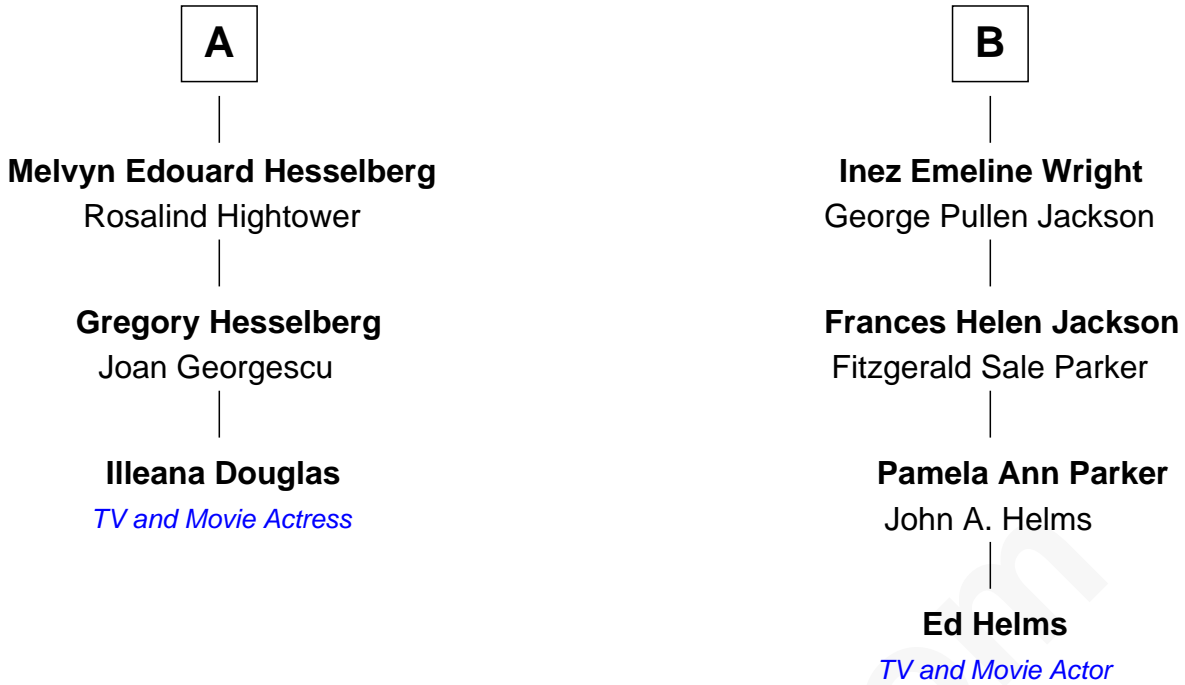 A
Melvyn Edouard Hesselberg
Rosalind Hightower
Gregory Hesselberg
Joan Georgescu
Illeana Douglas
TV and Movie Actress
B
Inez Emeline Wright
George Pullen Jackson
Frances Helen Jackson
Fitzgerald Sale Parker
Pamela Ann Parker
John A. Helms
Ed Helms
TV and Movie Actor